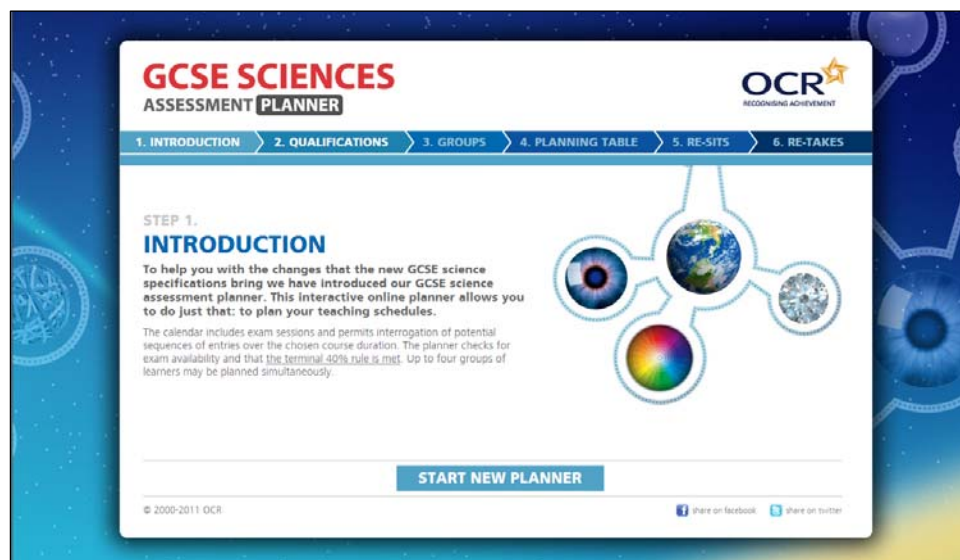 GCSE SCIENCES
ASSESSMENT PLANNER
OCR
RECOGNISING ACHIEVEMENT
1. INTRODUCTION 2. QUALIFICATIONS 3. GROUPS 4. PLANNING TABLE 5. RE-SITS 6. RE-TAKES
STEP 1.
INTRODUCTION
To help you with the changes that the new GCSE science
specifications bring we have introduced our GCSE science
assessment planner. This interactive online planner allows you
to do just that: to plan your teaching schedules.
The calendar includes exam sessions and permits interrogation of potential
sequences of entries over the chosen course duration. The planner checks for
exam availability and that the terminal 40% rule is met. Up to four groups of
learners may be planned simultaneously.
START NEW PLANNER
© 2000-2011 OCR share on facebook share on twitter